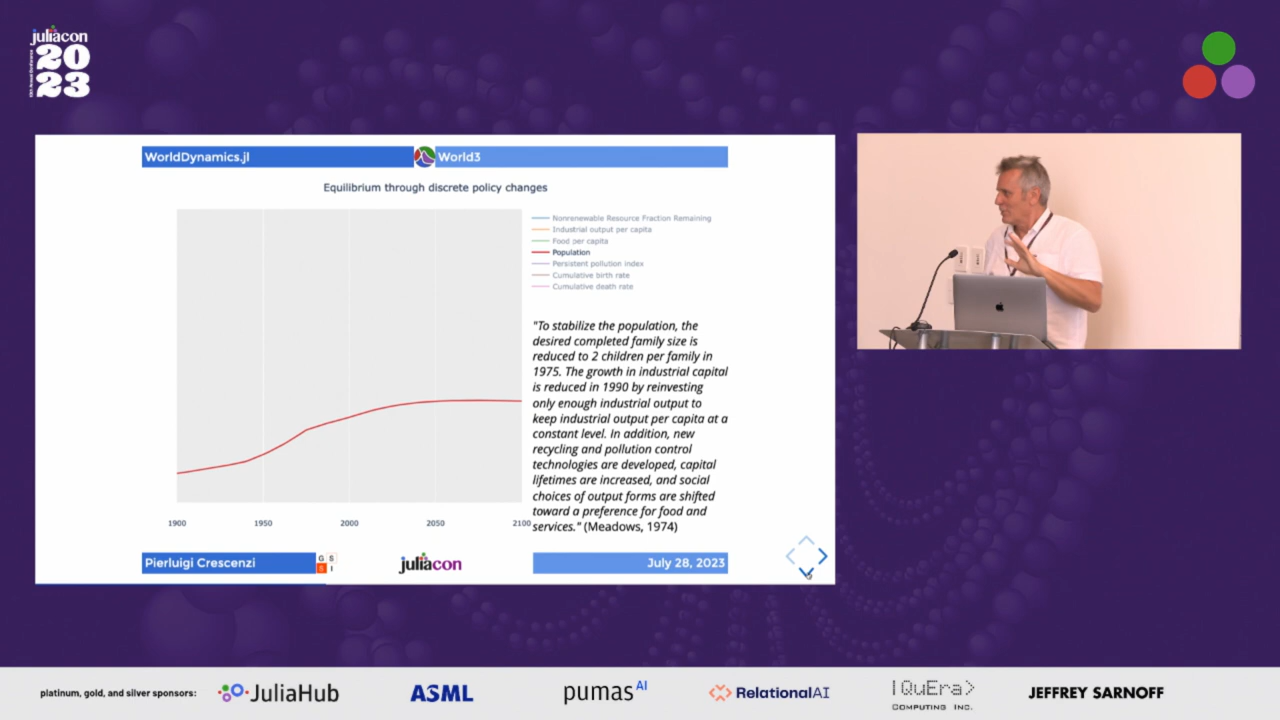 juliacon
20
23
WorldDynamics.jl
World3
Equilibrium through discrete policy changes
Nonrenewable Resource Fraction Remaining
Industrial output per capita
Food per capita
Population
Persistent pollution index
Cumulative birth rate
Cumulative death rate
"To stabilize the population, the
desired completed family size is
reduced to 2 children per family in
1975. The growth in industrial capital
is reduced in 1990 by reinvesting
only enough industrial output to
keep industrial output per capita at a
constant level. In addition, new
recycling and pollution control
technologies are developed, capital
lifetimes are increased, and social
choices of output forms are shifted
toward a preference for food and
services." (Meadows, 1974)
1900 1950 2000 2050 2100
Pierluigi Crescenzi
G S
S I
juliacon
July 28, 2023
platinum, gold, and silver sponsors:
JuliaHub
ASML
pumas AI
RelationalAI
|QuEra>
COMPUTING INC.
JEFFREY SARNOFF